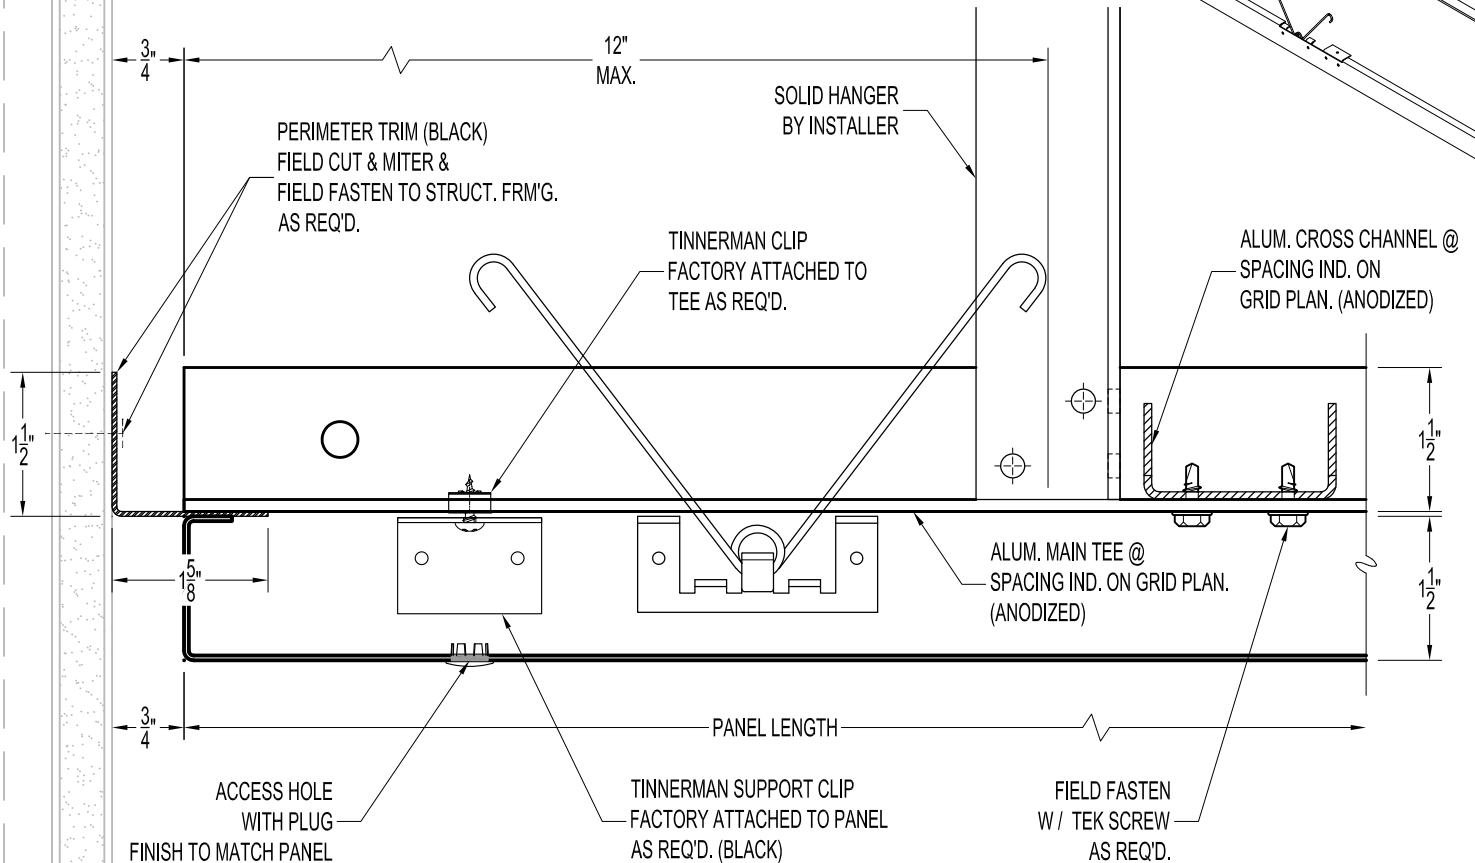 3/4"
12"
MAX.
SOLID HANGER
BY INSTALLER
PERIMETER TRIM (BLACK)
FIELD CUT & MITER &
FIELD FASTEN TO STRUCT. FRM'G.
AS REQ'D.
TINNERMAN CLIP
FACTORY ATTACHED TO
TEE AS REQ'D.
ALUM. CROSS CHANNEL @
SPACING IND. ON
GRID PLAN. (ANODIZED)
1 1/2"
1 1/2"
1 5/8"
ALUM. MAIN TEE @
SPACING IND. ON GRID PLAN.
(ANODIZED)
1 1/2"
3/4"
PANEL LENGTH
ACCESS HOLE
WITH PLUG
FINISH TO MATCH PANEL
TINNERMAN SUPPORT CLIP
FACTORY ATTACHED TO PANEL
AS REQ'D. (BLACK)
FIELD FASTEN
W / TEK SCREW
AS REQ'D.